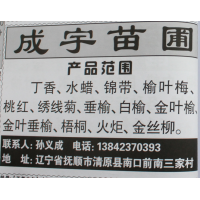 成宇苗圃
产品范围
丁香、水蜡、锦带、榆叶梅、
桃红、绣线菊、垂榆、白榆、金叶榆、
金叶垂榆、梧桐、火炬、金丝柳。
联系人：孙义成 电话：13842370393
地 址：辽宁省抚顺市清原县南口前南三家村